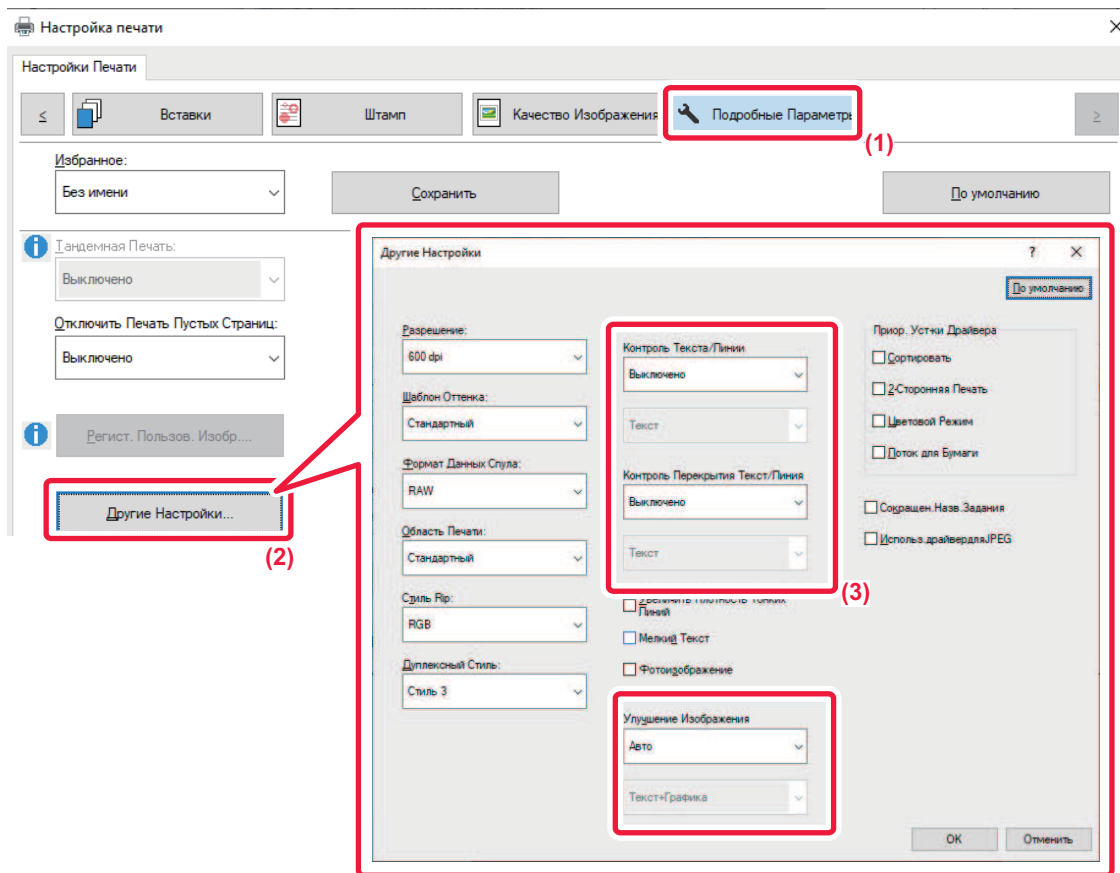 Настройка печати
Настройки Печати
<
Вставки
Штамп
Качество Изображения
Подробные Параметры
>
(1)
Избранное:
Без имени
Сохранить
По умолчанию
Тандемная Печать:
Выключено
Отключить Печать Пустых Страниц:
Выключено
Регист. Пользов. Изобр....
Другие Настройки...
(2)
Другие Настройки
?
По умолчанию
Разрешение:
600 dpi
Шаблон Оттенка:
Стандартный
Формат Данных Спула:
RAW
Область Печати:
Стандартный
Стиль Rip:
RGB
Дуплексный Стиль:
Стиль 3
Контроль Текста/Линии
Выключено
Текст
Контроль Перекрытия Текст/Линия
Выключено
Текст
(3)
Увеличить Плотность Тонких
Линий
Мелкий Текст
Фотоизображение
Улучшение Изображения
Авто
Текст+Графика
Приор. Уст-ки Драйвера
Сортировать
2-Сторонняя Печать
Цветовой Режим
Поток для Бумаги
Сокращен.Назв.Задания
Использ.драйвердляJPEG
OK
Отменить